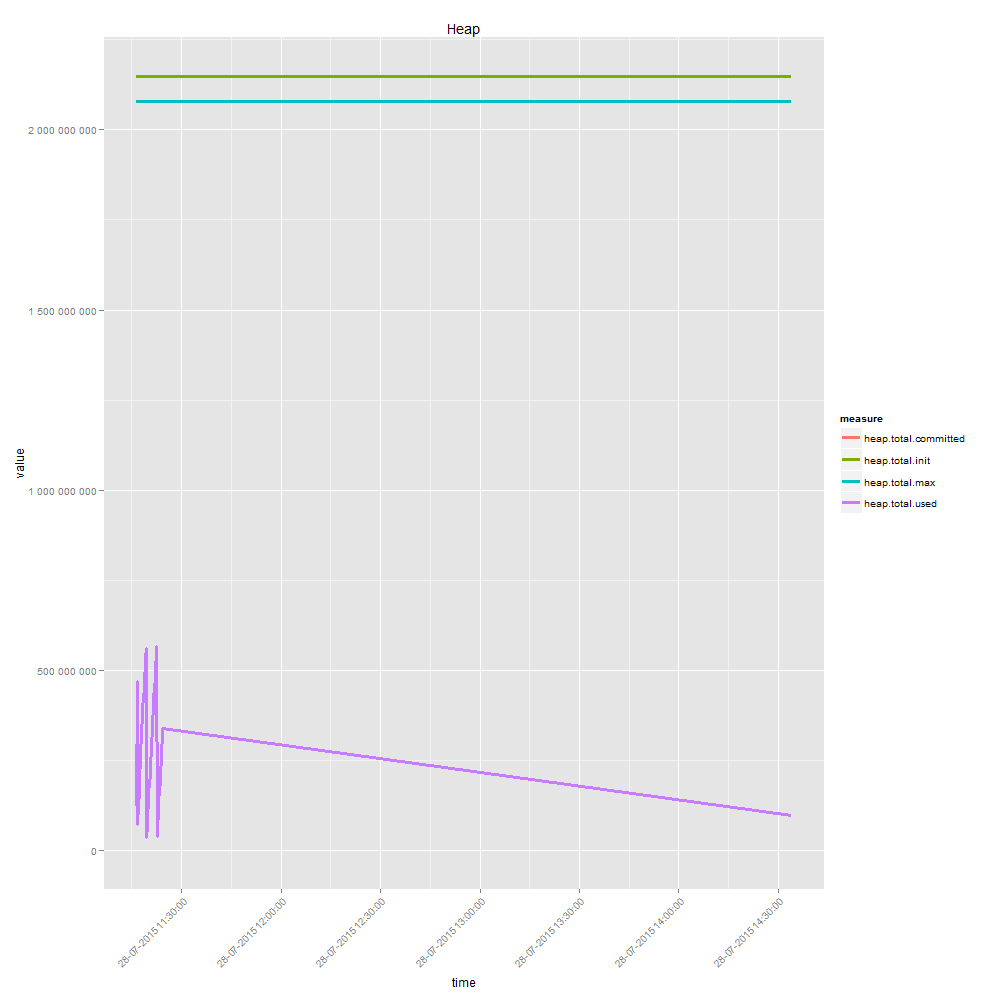 Heap
2 000 000 000
1 500 000 000
1 000 000 000
500 000 000
0
value
28-07-2015 11:30:00
28-07-2015 12:00:00
28-07-2015 12:30:00
28-07-2015 13:00:00
28-07-2015 13:30:00
28-07-2015 14:00:00
28-07-2015 14:30:00
time
measure
heap.total.committed
heap.total.init
heap.total.max
heap.total.used